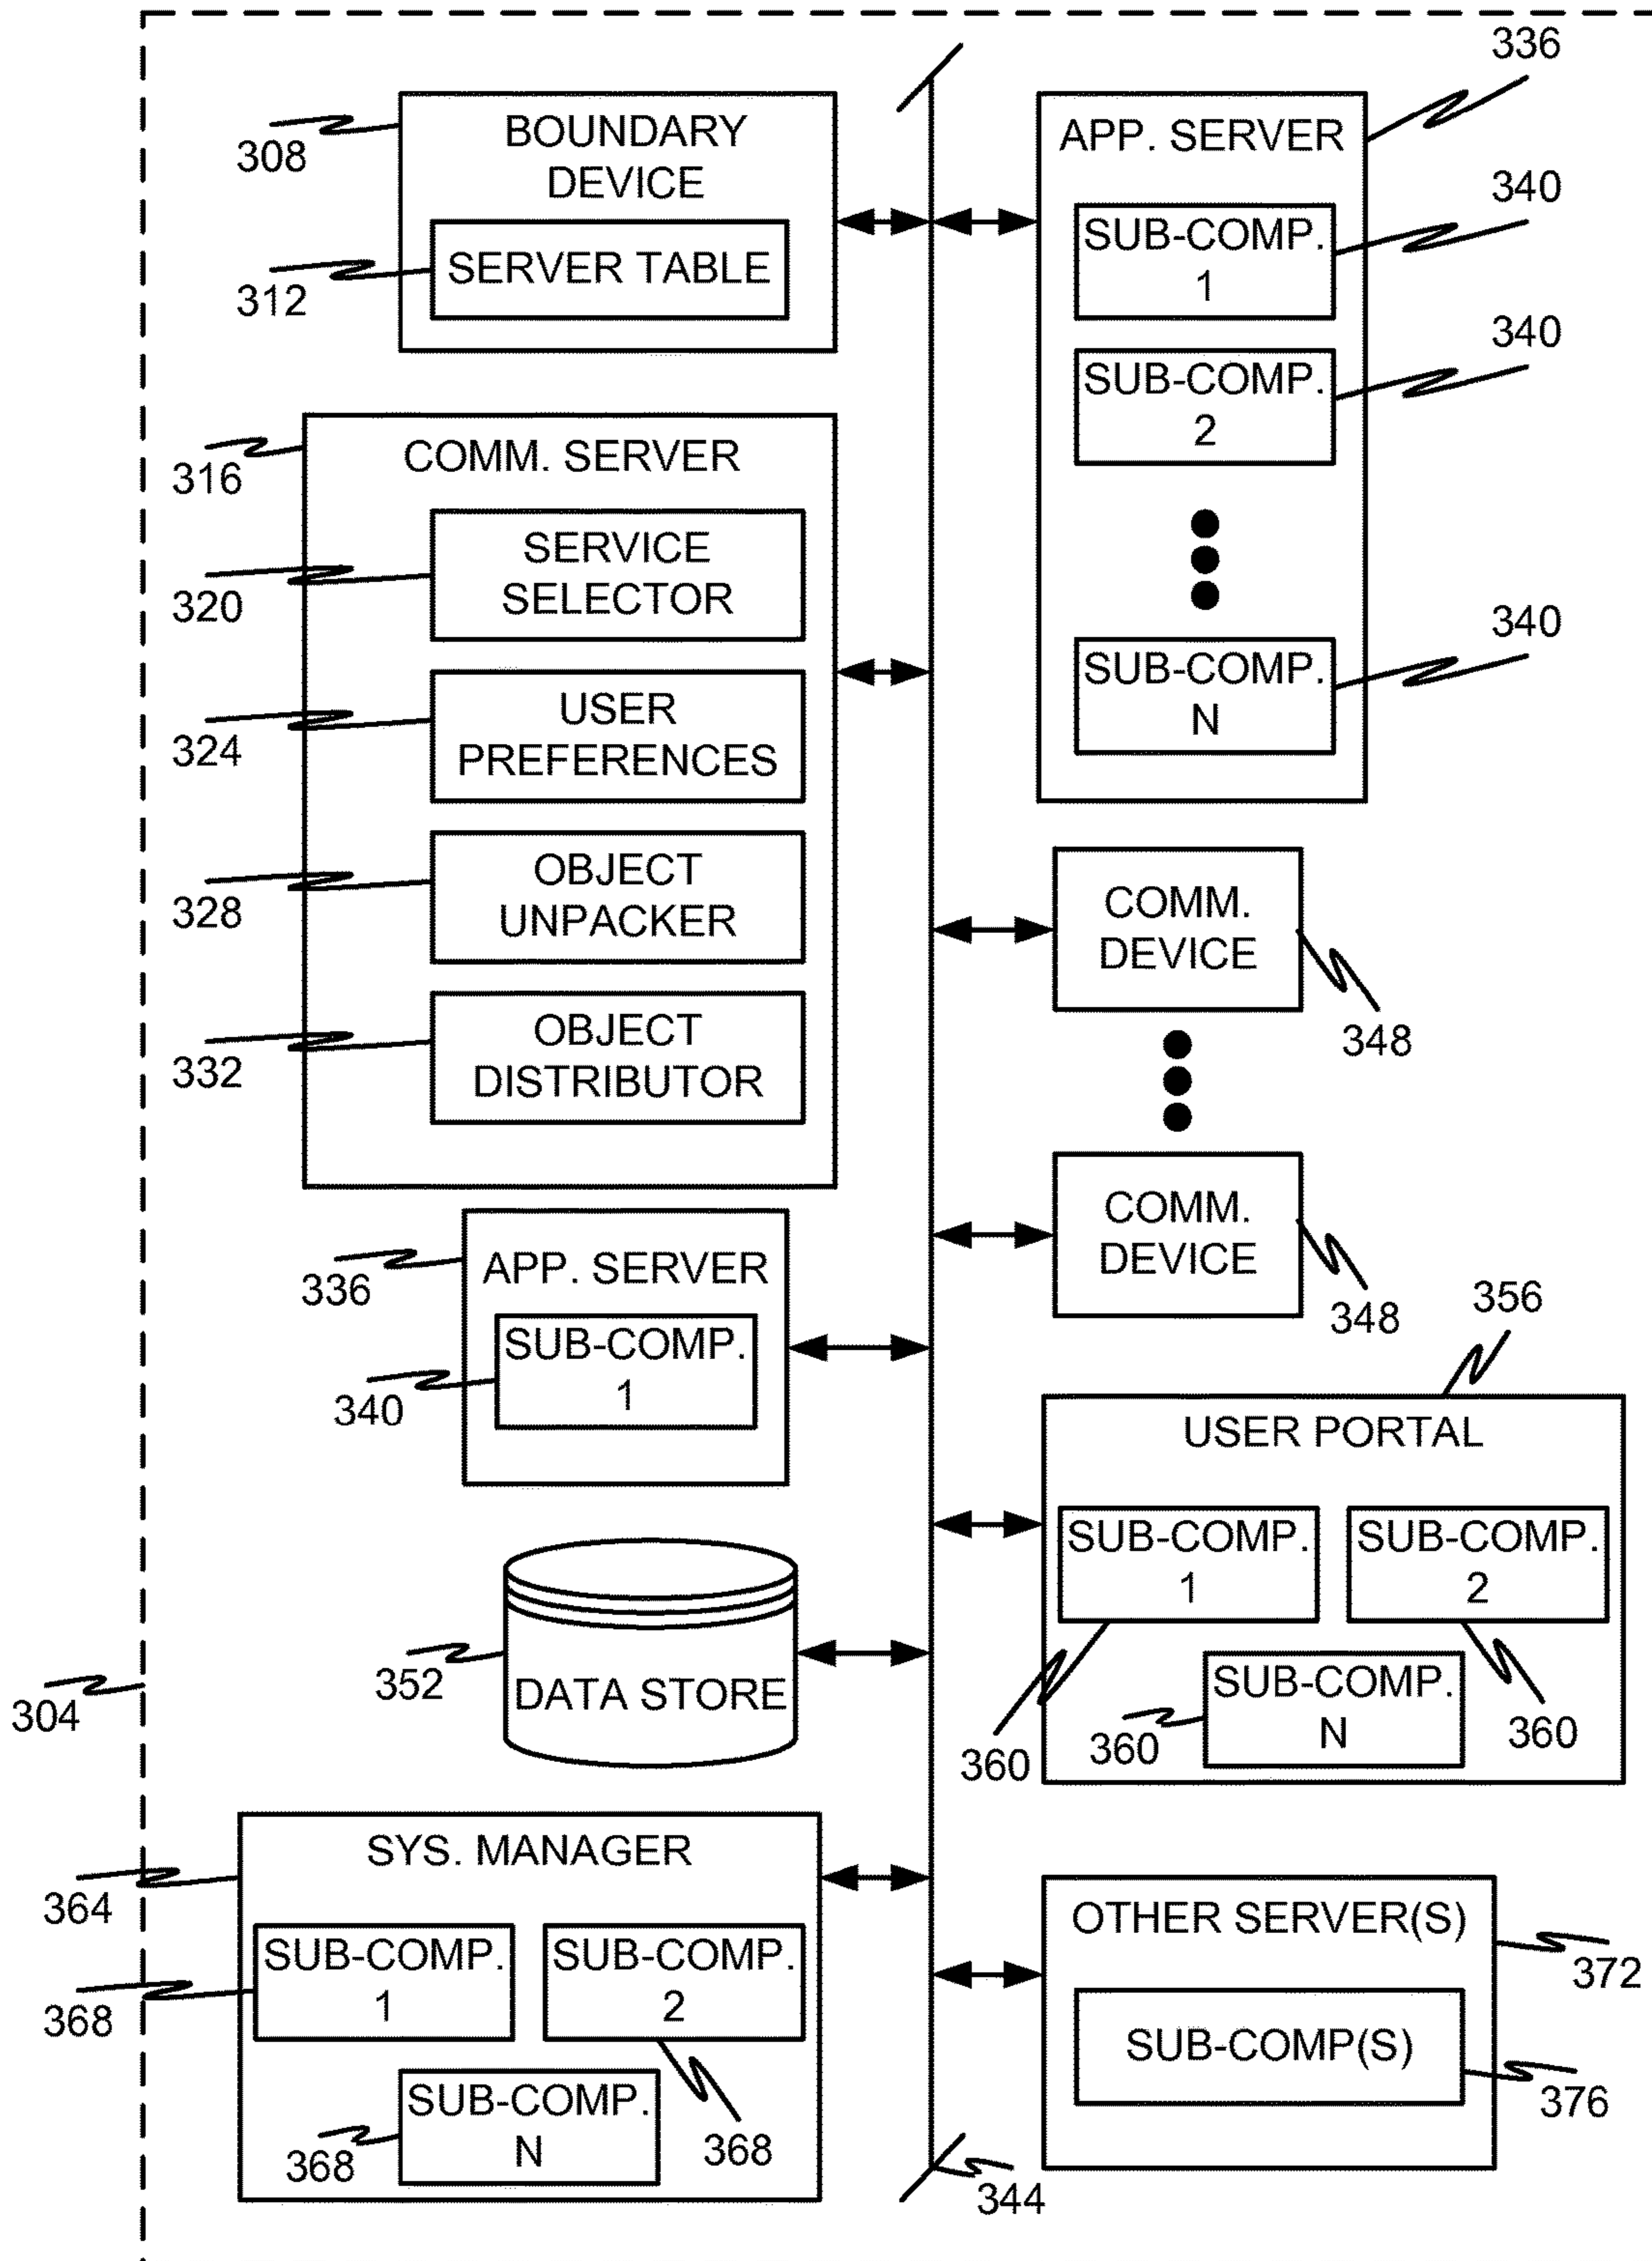 308
BOUNDARY
DEVICE
312
SERVER TABLE
316
COMM. SERVER
320
SERVICE
SELECTOR
324
USER
PREFERENCES
328
OBJECT
UNPACKER
332
OBJECT
DISTRIBUTOR
336
APP. SERVER
340
SUB-COMP.
1
352
DATA STORE
304
364
SYS. MANAGER
368
SUB-COMP.
1
SUB-COMP.
2
368
368
SUB-COMP.
N
344
336
APP. SERVER
340
SUB-COMP.
1
340
SUB-COMP.
2
340
SUB-COMP.
N
COMM.
DEVICE
348
COMM.
DEVICE
348
356
USER PORTAL
SUB-COMP.
1
SUB-COMP.
2
360
360
360
SUB-COMP.
N
OTHER SERVER(S)
372
SUB-COMP(S)
376